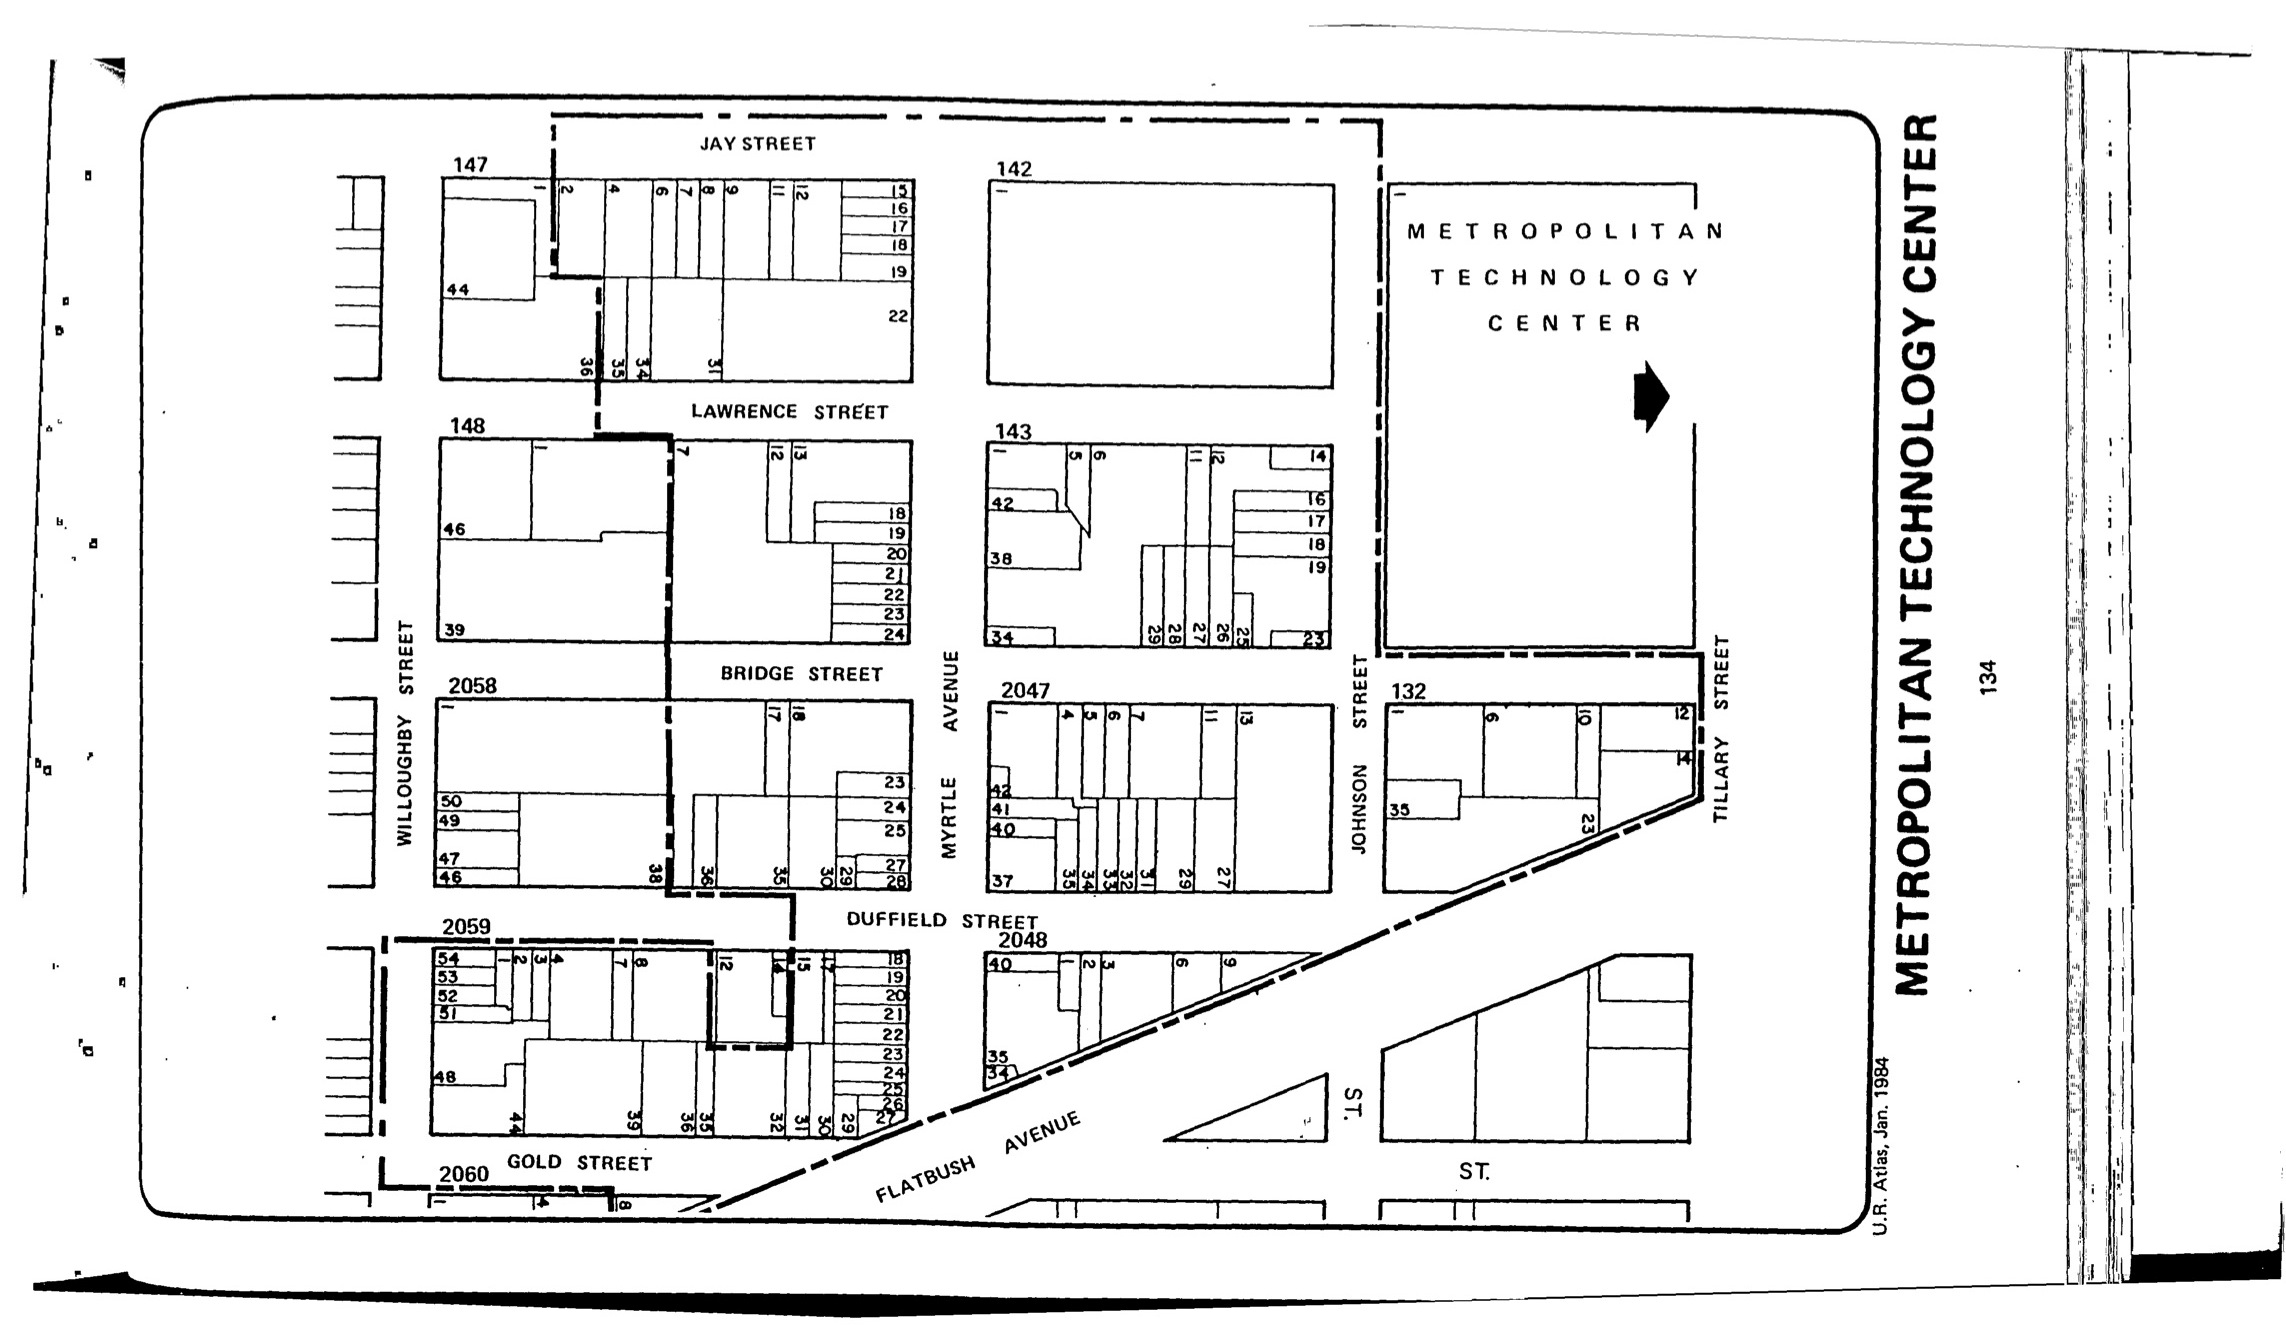 JAY STREET
147
1 2 4 6 7 8 9 11 12 15
16
17
18
19
44
22
36 35 34 31
142
1
1
METROPOLITAN
TECHNOLOGY
CENTER
LAWRENCE STREET
148
1 7 12 13
18
19
46
20
21
22
23
39
24
143
1 5 6 11 12 14
42
16
17
38
18
19
34 29 28 27 26 25 23
BRIDGE STREET
WILLOUGHBY STREET
MYRTLE AVENUE
JOHNSON STREET
TILLARY STREET
2058
1 17 18
23
50
24
49
25
47
27
46 38 36 35 30 29 28
2047
1 4 5 6 7 11 13
42
41
40
37 35 34 33 32 31 29 27
132
1 6 10 12
14
35
23
DUFFIELD STREET
2059
54 1 2 3 4 7 8 12 14 15 17 18
53
19
52
20
51
21
22
23
48
24
25
26
27
44 39 36 35 32 31 30 29
2048
40 1 2 3 6 9
35
34
GOLD STREET
2060
1 4 8
FLATBUSH AVENUE
ST.
ST.
METROPOLITAN TECHNOLOGY CENTER
134
U.R. Atlas, Jan. 1984